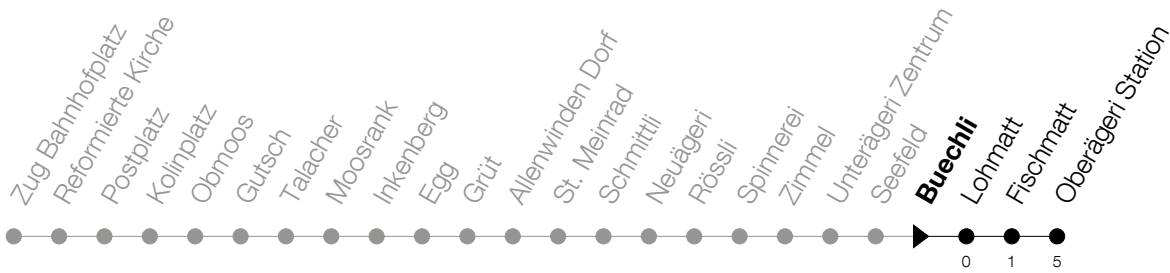 Zug Bahnhofplatz
Reformierte Kirche
Postplatz
Kolinplatz
Obmoos
Gutsch
Talacher
Moosrank
Inkenberg
Egg
Grüt
Allenwinden Dorf
St. Meinrad
Schmittli
Neuägeri
Rössli
Spinnerei
Zimmel
Unterägeri Zentrum
Seefeld
Buechli
Lohmatt
Fischmatt
Oberägeri Station
0 1 5